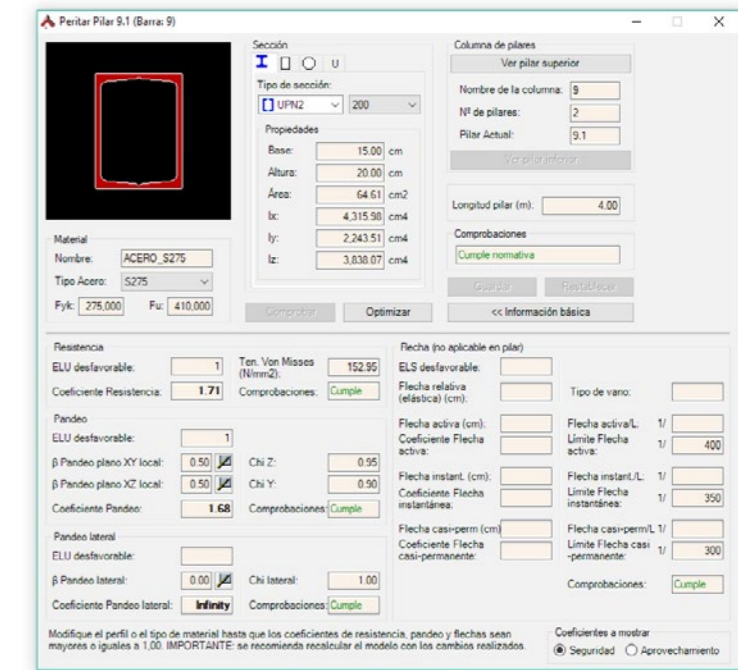 Peritar Pilar 9.1 (Barra: 9)
Sección
U
Tipo de sección:
UPN2 200
Propiedades
Base: 15.00 cm
Altura: 20.00 cm
Área: 64.61 cm2
Ix: 4,315.98 cm4
Iy: 2,243.51 cm4
Iz: 3,838.07 cm4
Columna de pilares
Ver pilar superior
Nombre de la columna: 9
Nº de pilares: 2
Pilar Actual: 9.1
Ver pilar inferior
Longitud pilar (m): 4.00
Material
Nombre: ACERO_S275
Tipo Acero: S275
Fyk: 275,000 Fu: 410,000
Comprobaciones
Cumple normativa
Guardar Restablecer
Comprobar Optimizar << Información básica
Resistencia
ELU desfavorable: 1 Ten. Von Misses (N/mm2): 152.95
Coeficiente Resistencia: 1.71 Comprobaciones: Cumple
Pandeo
ELU desfavorable: 1
β Pandeo plano XY local: 0.50 Chi Z: 0.95
β Pandeo plano XZ local: 0.50 Chi Y: 0.90
Coeficiente Pandeo: 1.68 Comprobaciones: Cumple
Pandeo lateral
ELU desfavorable:
β Pandeo lateral: 0.00 Chi lateral: 1.00
Coeficiente Pandeo lateral: Infinity Comprobaciones: Cumple
Flecha (no aplicable en pilar)
ELS desfavorable:
Flecha relativa (elástica) (cm): Tipo de vano:
Flecha activa (cm): Flecha activa/L: 1/
Coeficiente Flecha activa: Límite Flecha activa: 1/ 400
Flecha instant. (cm): Flecha instant./L: 1/
Coeficiente Flecha instantánea: Límite Flecha instantánea: 1/ 350
Flecha casi-perm (cm) Flecha casi-perm/L 1/
Coeficiente Flecha casi-permanente: Límite Flecha casi -permanente: 1/ 300
Comprobaciones: Cumple
Modifique el perfil o el tipo de material hasta que los coeficientes de resistencia, pandeo y flechas sean
mayores o iguales a 1,00. IMPORTANTE: se recomienda recalcular el modelo con los cambios realizados.
Coeficientes a mostrar
Seguridad Aprovechamiento